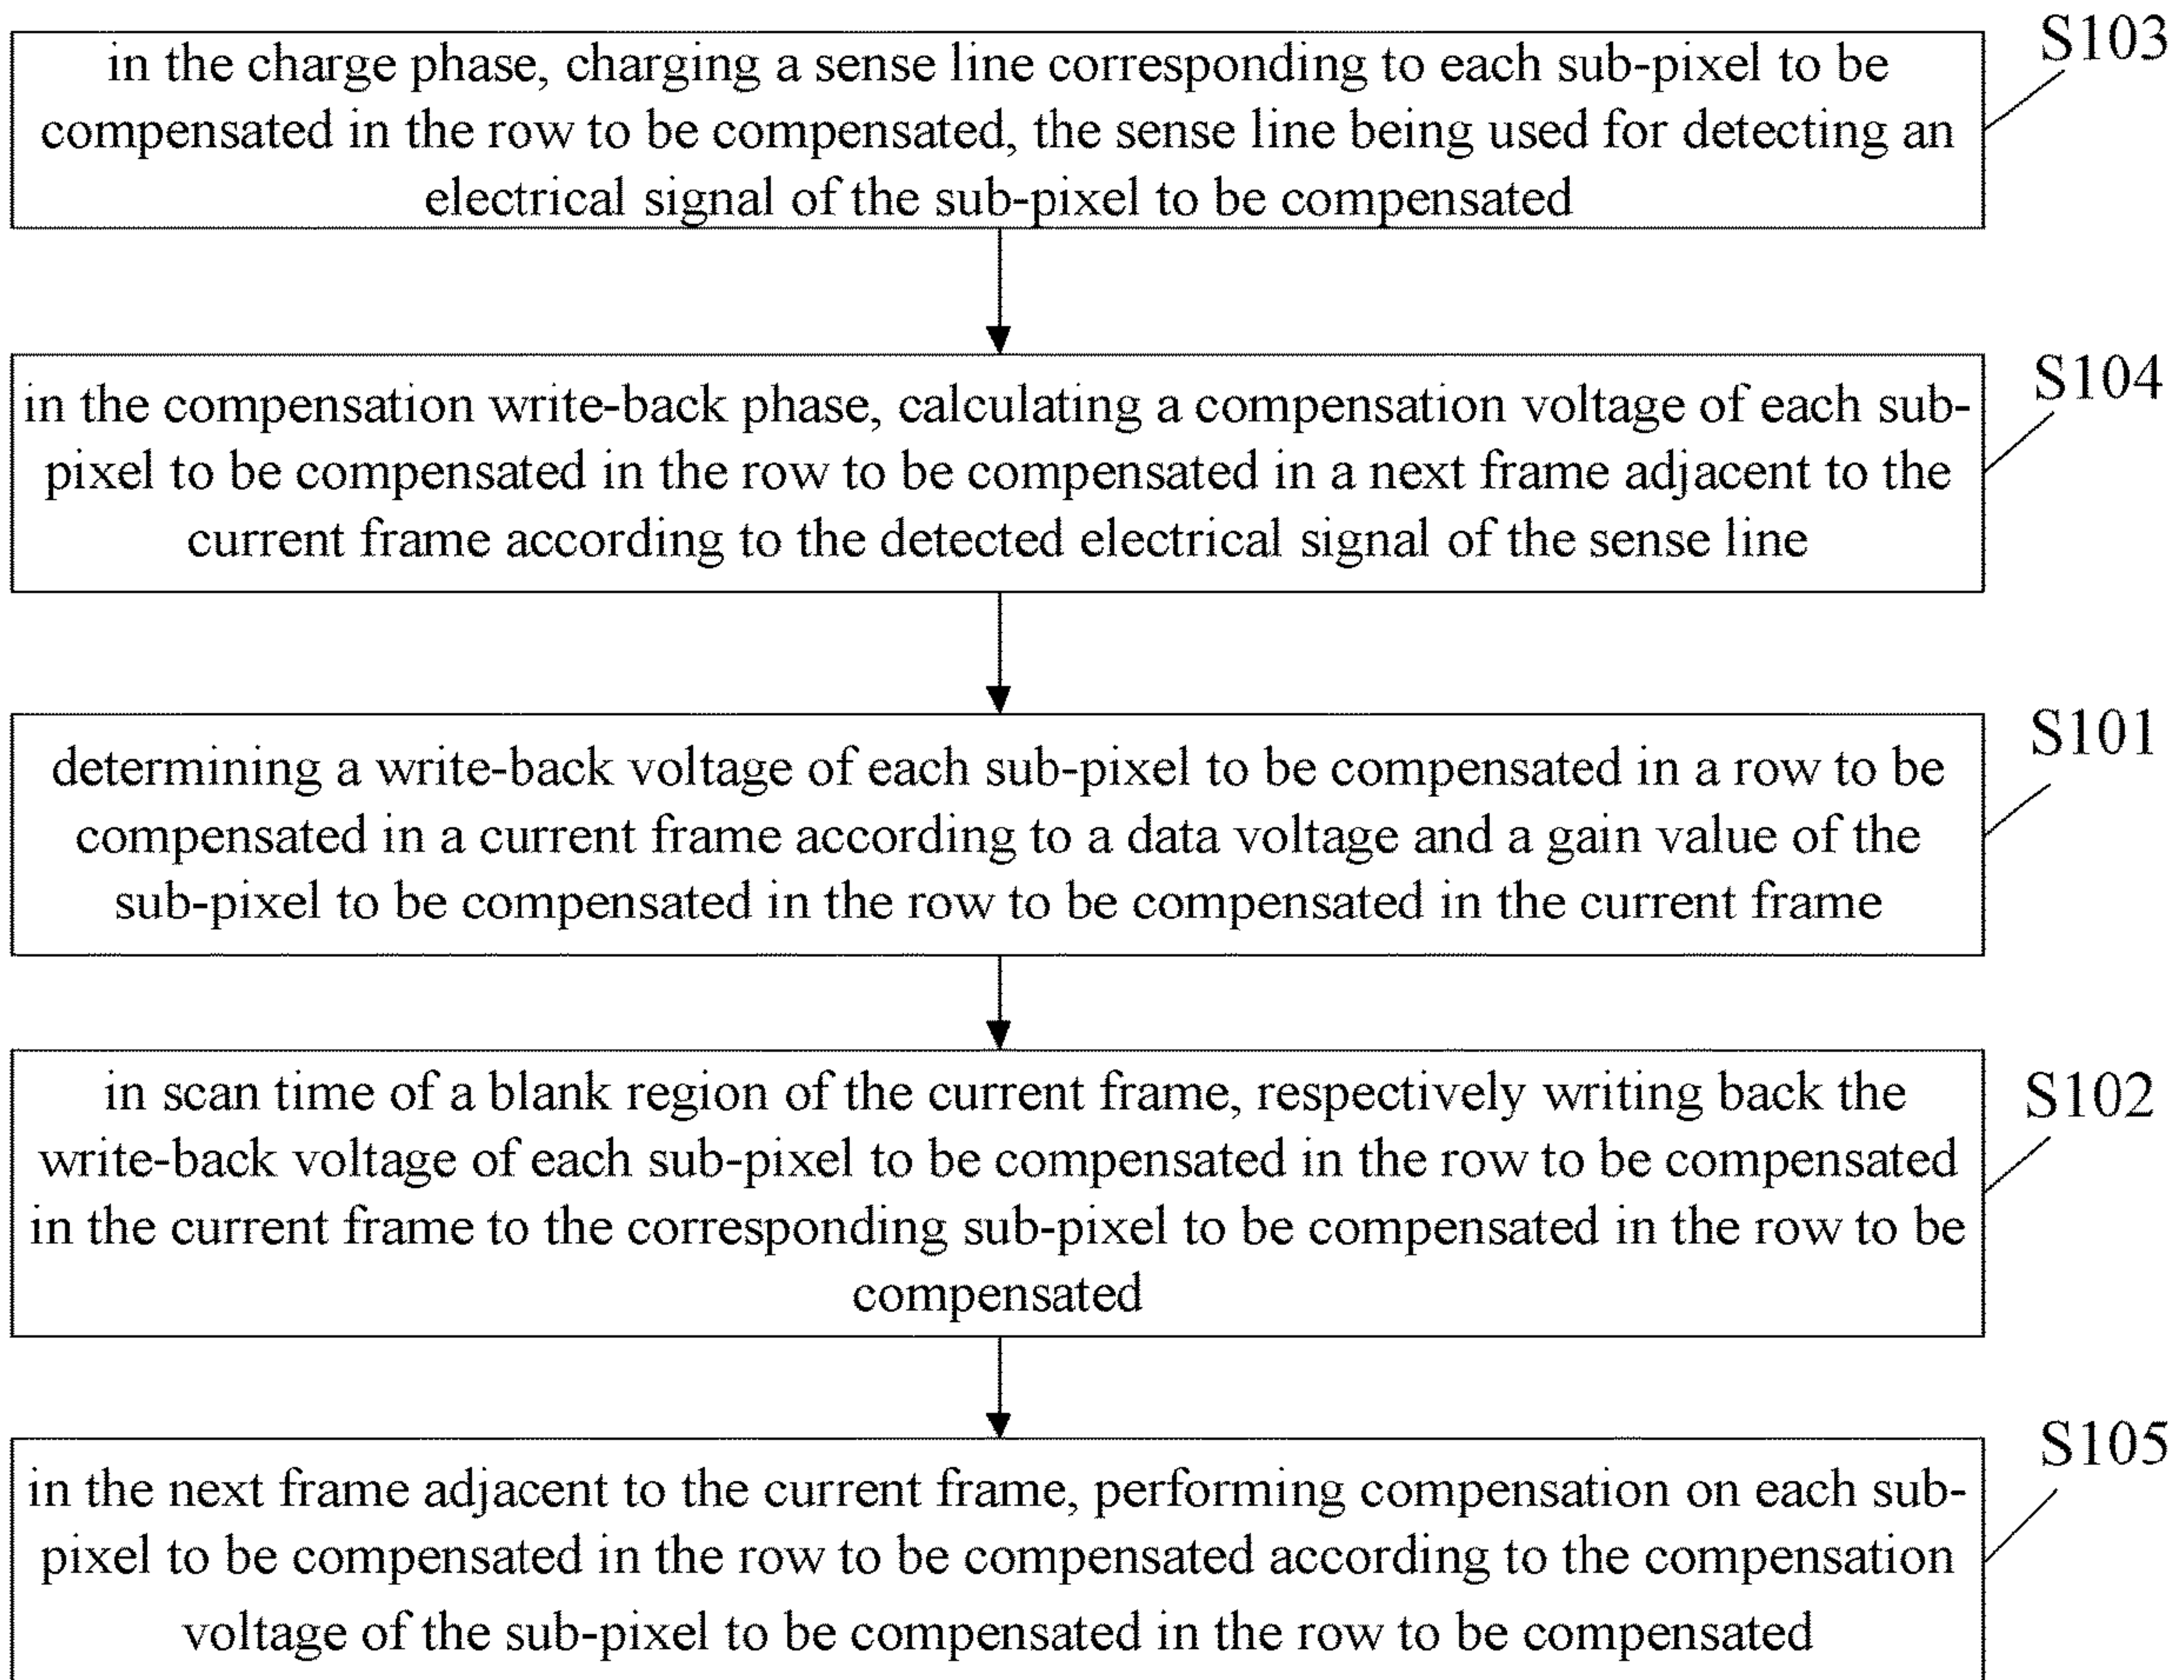 S103
in the charge phase, charging a sense line corresponding to each sub-pixel to be
compensated in the row to be compensated, the sense line being used for detecting an
electrical signal of the sub-pixel to be compensated
S104
in the compensation write-back phase, calculating a compensation voltage of each sub-
pixel to be compensated in the row to be compensated in a next frame adjacent to the
current frame according to the detected electrical signal of the sense line
S101
determining a write-back voltage of each sub-pixel to be compensated in a row to be
compensated in a current frame according to a data voltage and a gain value of the
sub-pixel to be compensated in the row to be compensated in the current frame
S102
in scan time of a blank region of the current frame, respectively writing back the
write-back voltage of each sub-pixel to be compensated in the row to be compensated
in the current frame to the corresponding sub-pixel to be compensated in the row to be
compensated
S105
in the next frame adjacent to the current frame, performing compensation on each sub-
pixel to be compensated in the row to be compensated according to the compensation
voltage of the sub-pixel to be compensated in the row to be compensated